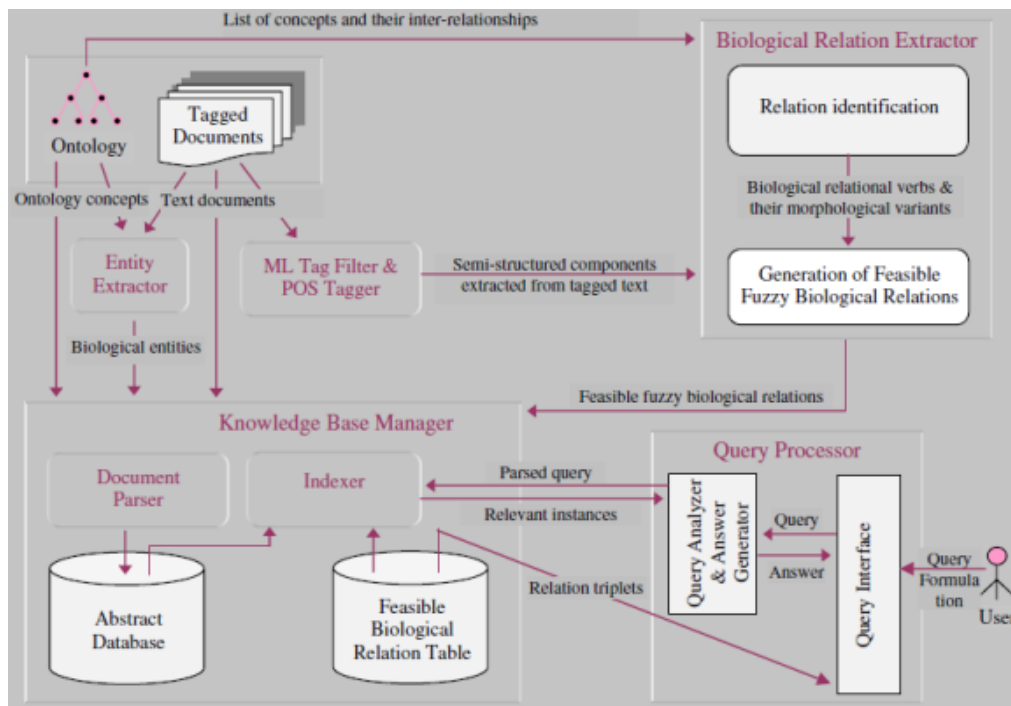 List of concepts and their inter-relationships
Biological Relation Extractor
Relation identification
Tagged
Documents
Ontology
Ontology concepts
Text documents
Biological relational verbs &
their morphological variants
Entity
Extractor
ML Tag Filter &
POS Tagger
Semi-structured components
extracted from tagged text
Generation of Feasible
Fuzzy Biological Relations
Biological entities
Feasible fuzzy biological relations
Knowledge Base Manager
Query Processor
Document
Parser
Indexer
Parsed query
Relevant instances
Query Analyzer
& Answer
Generator
Query
Answer
Query Interface
Query
Formula
tion
User
Relation triplets
Abstract
Database
Feasible
Biological
Relation Table